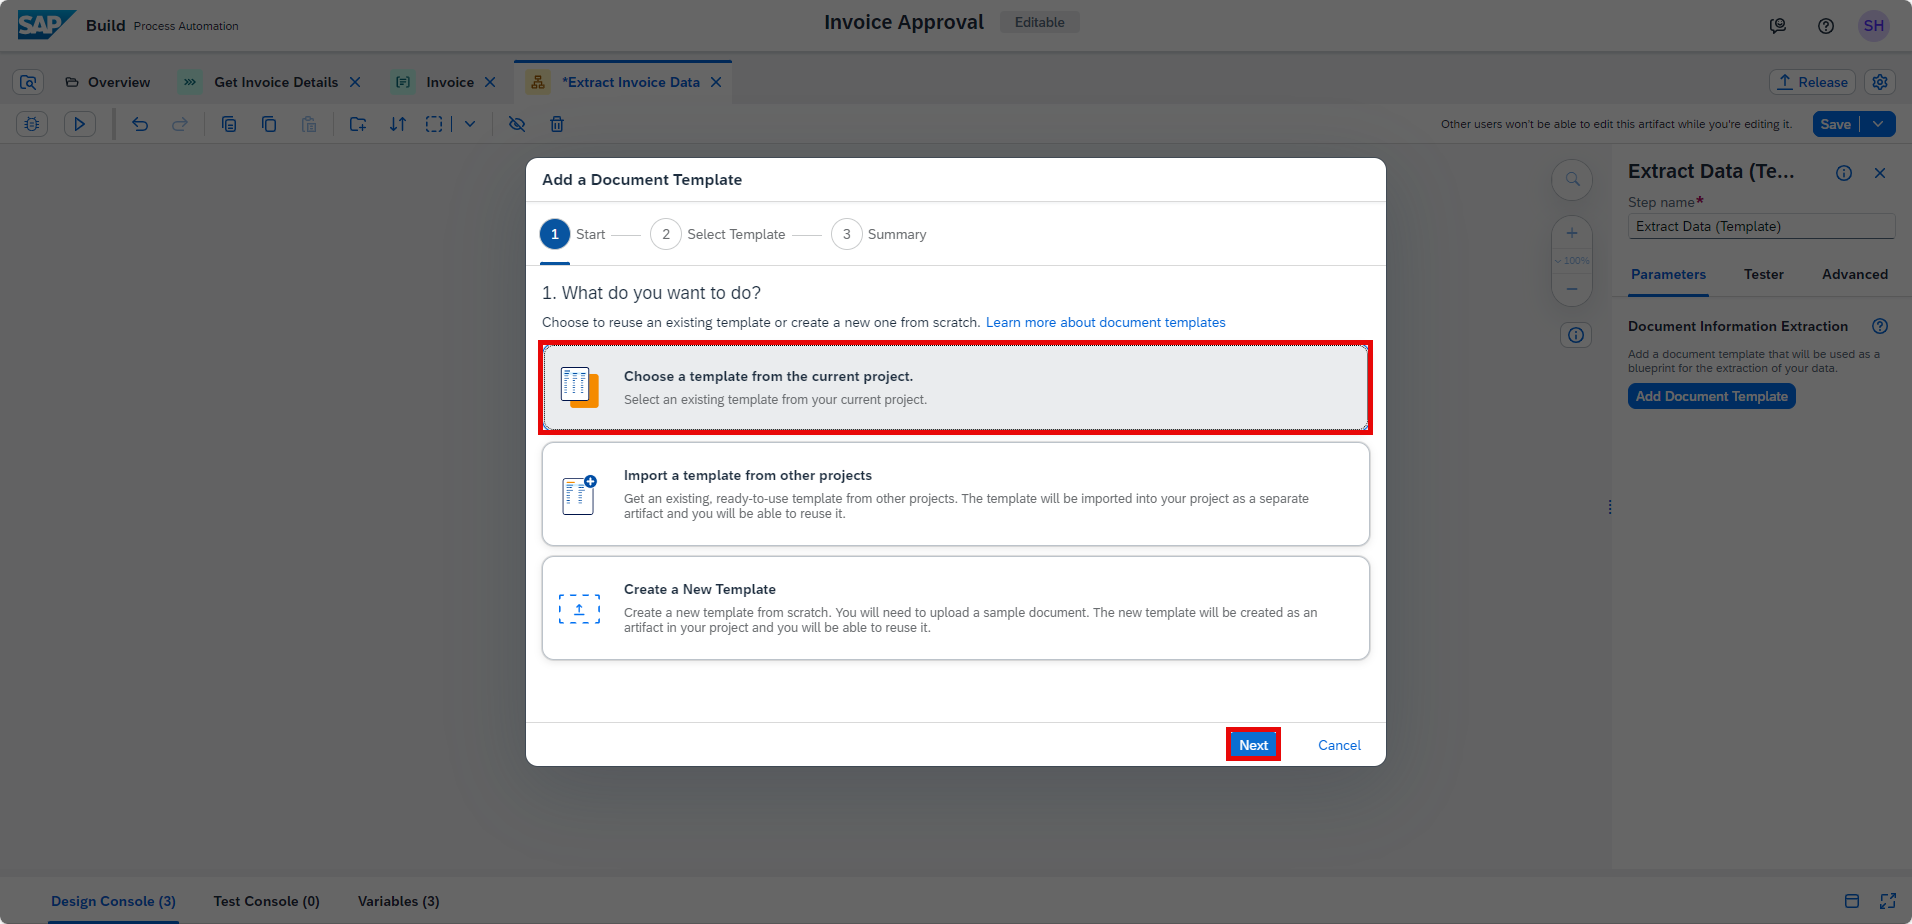 SAP Build Process Automation
Invoice Approval Editable
SH
Overview
Get Invoice Details
Invoice
*Extract Invoice Data
Release
Other users won't be able to edit this artifact while you're editing it.
Save
Add a Document Template
1 Start
2 Select Template
3 Summary
1. What do you want to do?
Choose to reuse an existing template or create a new one from scratch. Learn more about document templates
Choose a template from the current project.
Select an existing template from your current project.
Import a template from other projects
Get an existing, ready-to-use template from other projects. The template will be imported into your project as a separate
artifact and you will be able to reuse it.
Create a New Template
Create a new template from scratch. You will need to upload a sample document. The new template will be created as an
artifact in your project and you will be able to reuse it.
Next
Cancel
100%
Extract Data (Te...
Step name*
Extract Data (Template)
Parameters
Tester
Advanced
Document Information Extraction
Add a document template that will be used as a
blueprint for the extraction of your data.
Add Document Template
Design Console (3)
Test Console (0)
Variables (3)